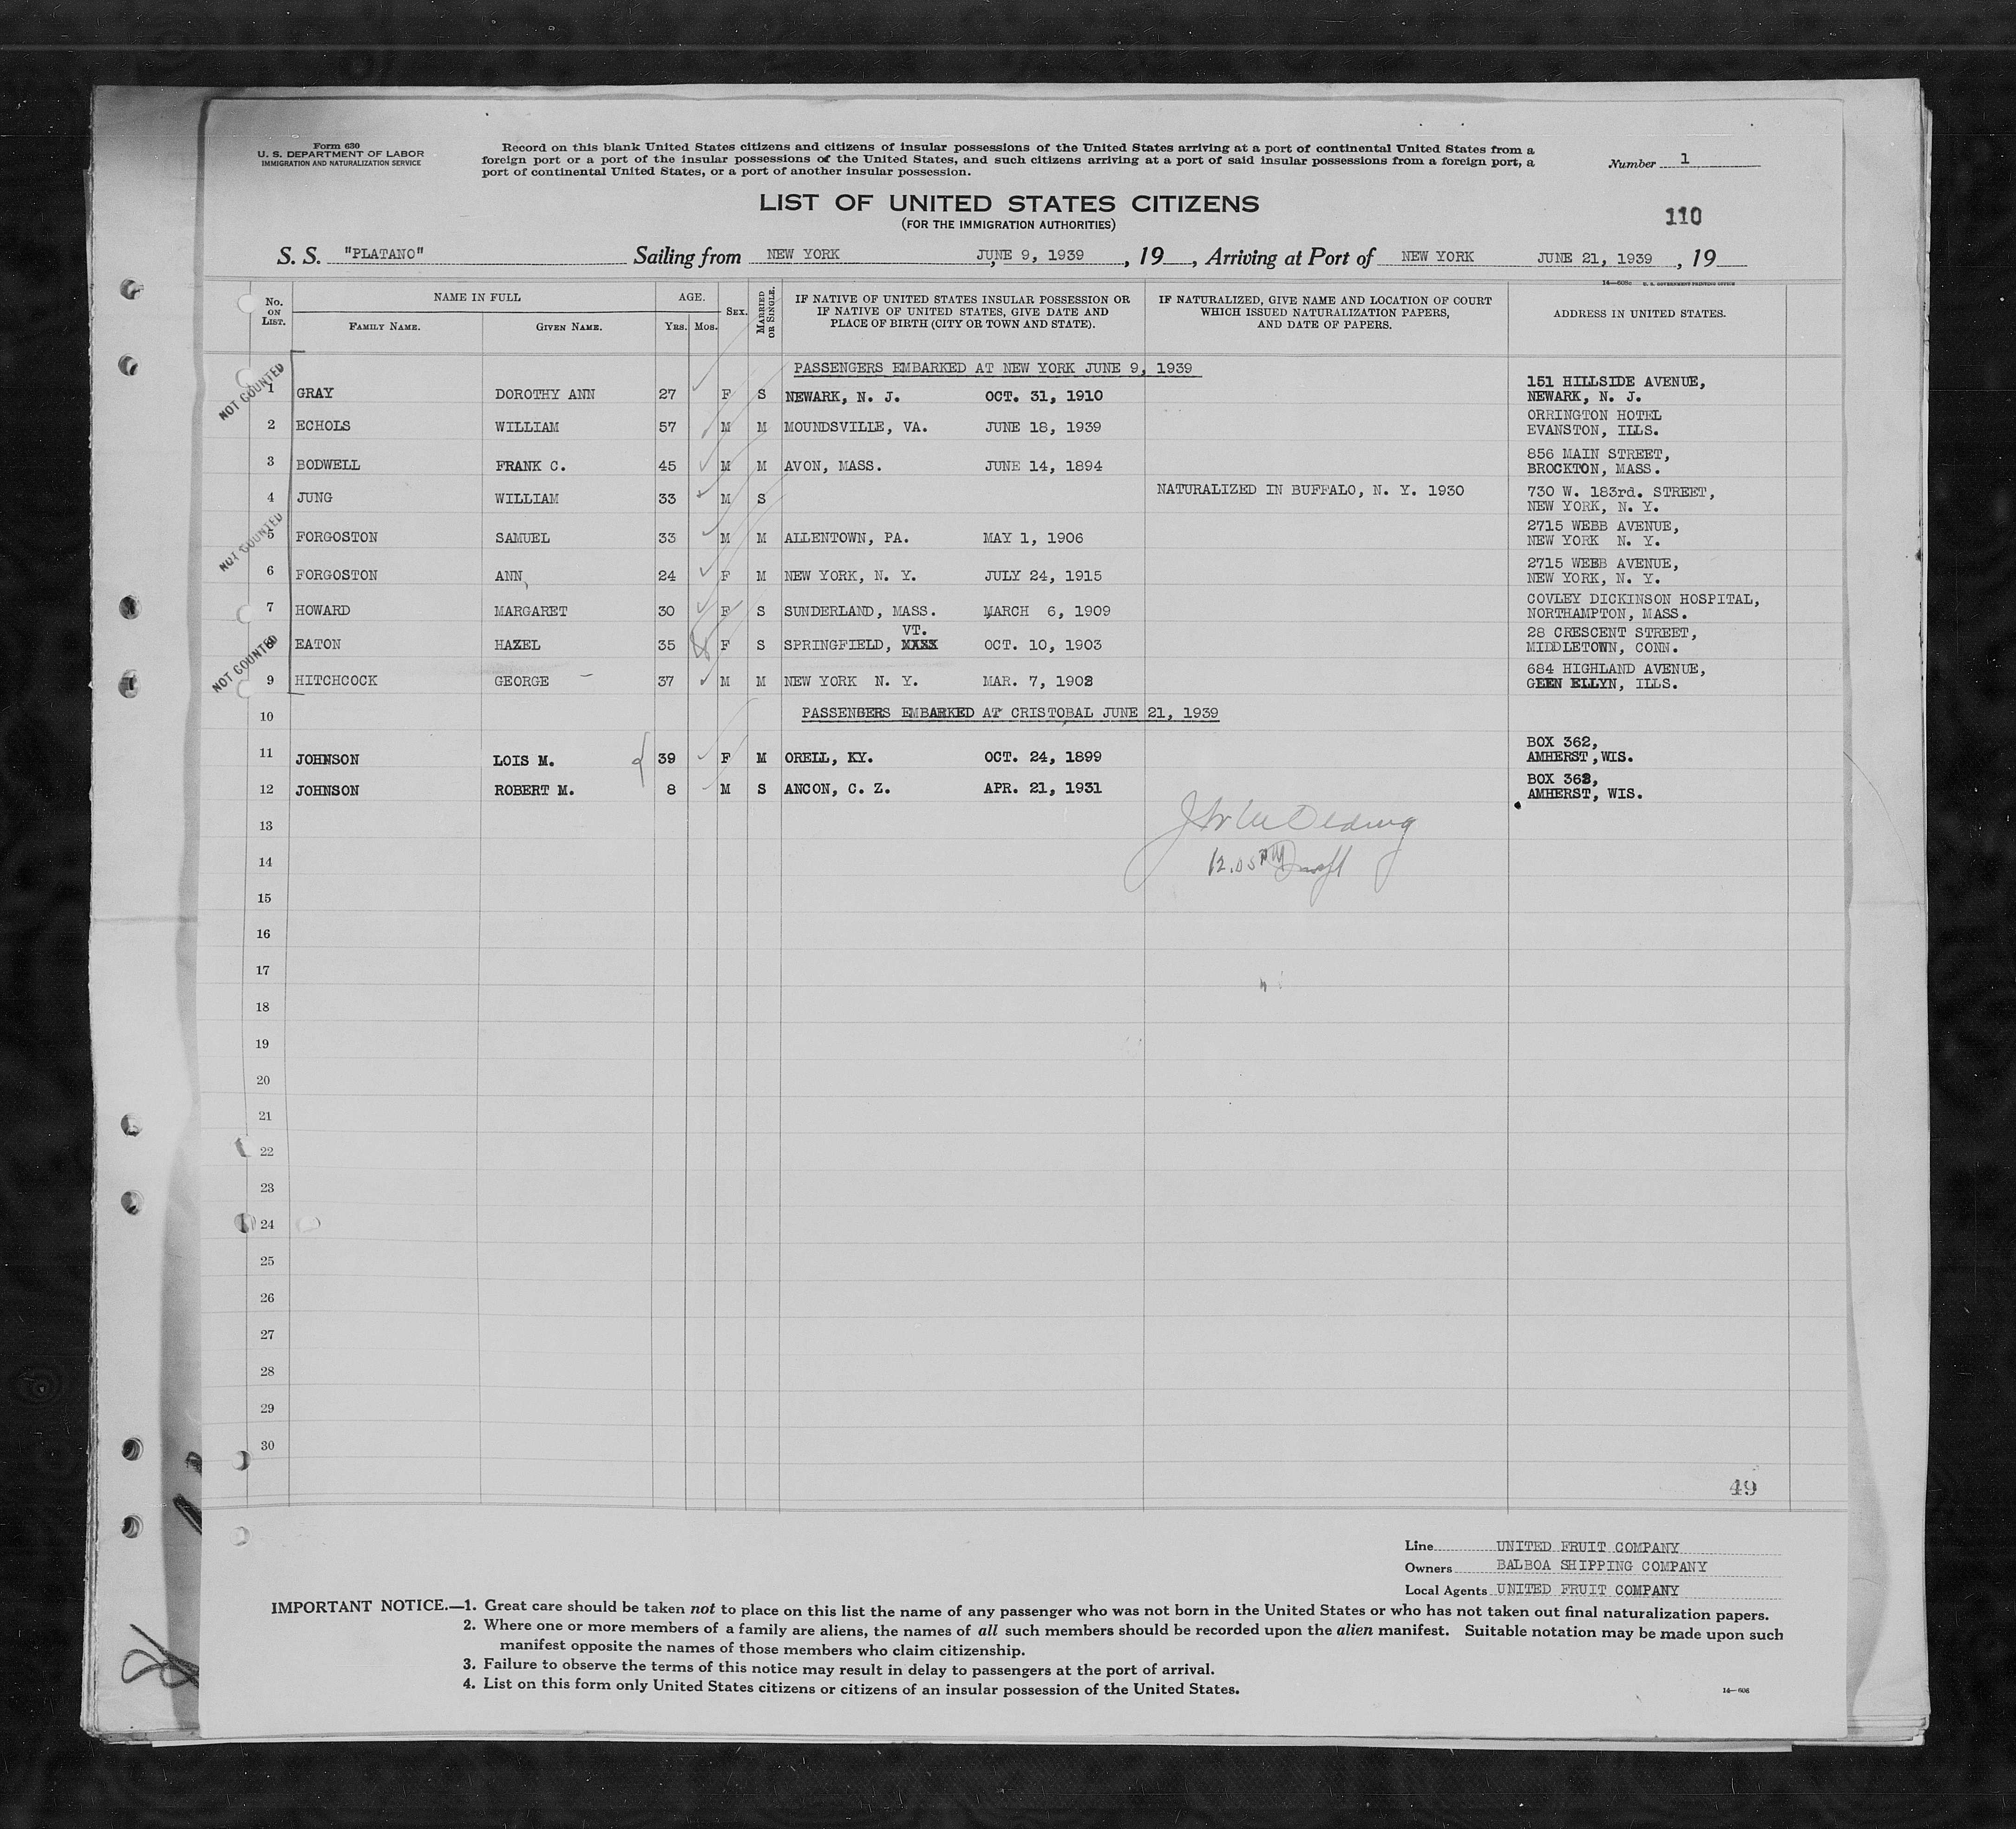 Form 630
U. S. DEPARTMENT OF LABOR
IMMIGRATION AND NATURALIZATION SERVICE
Record on this blank United States citizens and citizens of insular possessions of the United States arriving at a port of continental United States from a
foreign port or a port of the insular possessions of the United States, and such citizens arriving at a port of said insular possessions from a foreign port, a
port of continental United States, or a port of another insular possession.
Number 1
LIST OF UNITED STATES CITIZENS
(FOR THE IMMIGRATION AUTHORITIES)
110
S. S. "PLATANO" Sailing from NEW YORK JUNE 9, 1939, 19 , Arriving at Port of NEW YORK JUNE 21, 1939, 19
14—608c U. S. GOVERNMENT PRINTING OFFICE
No. ON LIST.
NAME IN FULL
FAMILY NAME. GIVEN NAME.
AGE.
YRS. MOS.
SEX.
MARRIED OR SINGLE.
IF NATIVE OF UNITED STATES INSULAR POSSESSION OR
IF NATIVE OF UNITED STATES, GIVE DATE AND
PLACE OF BIRTH (CITY OR TOWN AND STATE).
IF NATURALIZED, GIVE NAME AND LOCATION OF COURT
WHICH ISSUED NATURALIZATION PAPERS,
AND DATE OF PAPERS.
ADDRESS IN UNITED STATES.
PASSENGERS EMBARKED AT NEW YORK JUNE 9, 1939
NOT COUNTED
1 GRAY DOROTHY ANN 27 F S NEWARK, N. J. OCT. 31, 1910 151 HILLSIDE AVENUE,
NEWARK, N. J.
2 ECHOLS WILLIAM 57 M M MOUNDSVILLE, VA. JUNE 18, 1939 ORRINGTON HOTEL
EVANSTON, ILLS.
3 BODWELL FRANK C. 45 M M AVON, MASS. JUNE 14, 1894 856 MAIN STREET,
BROCKTON, MASS.
4 JUNG WILLIAM 33 M S NATURALIZED IN BUFFALO, N. Y. 1930 730 W. 183rd. STREET,
NEW YORK, N. Y.
NOT COUNTED
5 FORGOSTON SAMUEL 33 M M ALLENTOWN, PA. MAY 1, 1906 2715 WEBB AVENUE,
NEW YORK N. Y.
6 FORGOSTON ANN, 24 F M NEW YORK, N. Y. JULY 24, 1915 2715 WEBB AVENUE,
NEW YORK, N. Y.
7 HOWARD MARGARET 30 F S SUNDERLAND, MASS. MARCH 6, 1909 COVLEY DICKINSON HOSPITAL,
NORTHAMPTON, MASS.
VT.
8 EATON HAZEL 35 F S SPRINGFIELD, OCT. 10, 1903 28 CRESCENT STREET,
MIDDLETOWN, CONN.
NOT COUNTED
9 HITCHCOCK GEORGE 37 M M NEW YORK N. Y. MAR. 7, 1902 684 HIGHLAND AVENUE,
GEEN ELLYN, ILLS.
10 PASSENGERS EMBARKED AT CRISTOBAL JUNE 21, 1939
11 JOHNSON LOIS M. 39 F M ORELL, KY. OCT. 24, 1899 BOX 362,
AMHERST, WIS.
12 JOHNSON ROBERT M. 8 M S ANCON, C. Z. APR. 21, 1931 BOX 362,
AMHERST, WIS.
13
14
15
16
17
18
19
20
21
22
23
24
25
26
27
28
29
30
49
Line UNITED FRUIT COMPANY
Owners BALBOA SHIPPING COMPANY
Local Agents UNITED FRUIT COMPANY
IMPORTANT NOTICE.—1. Great care should be taken not to place on this list the name of any passenger who was not born in the United States or who has not taken out final naturalization papers.
2. Where one or more members of a family are aliens, the names of all such members should be recorded upon the alien manifest. Suitable notation may be made upon such
manifest opposite the names of those members who claim citizenship.
3. Failure to observe the terms of this notice may result in delay to passengers at the port of arrival.
4. List on this form only United States citizens or citizens of an insular possession of the United States.
14—608